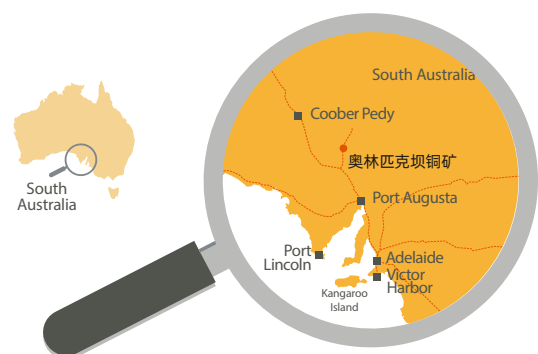 South Australia
Coober Pedy
奥林匹克坝铜矿
South
Australia
Port Augusta
Port
Lincoln
Adelaide
Victor
Harbor
Kangaroo
Island